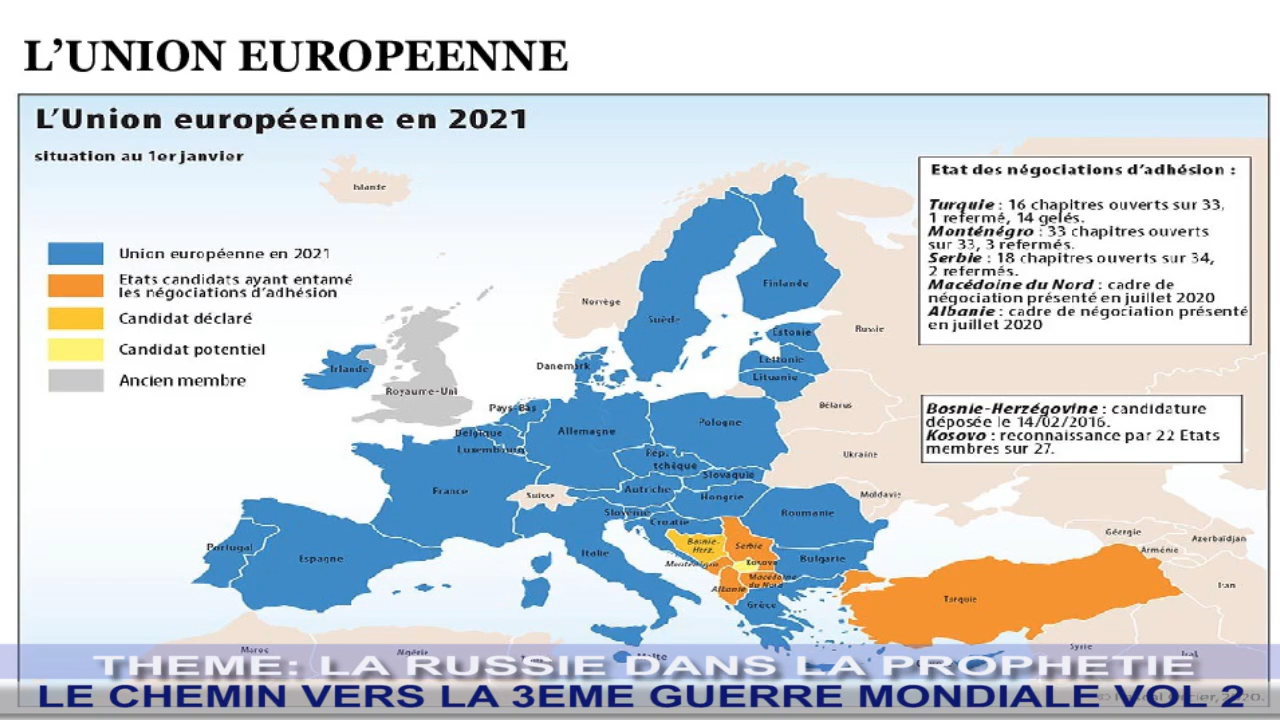 L'UNION EUROPEENNE
L'Union européenne en 2021
situation au 1er janvier
Union européenne en 2021
Etats candidats ayant entamé
les négociations d'adhésion
Candidat déclaré
Candidat potentiel
Ancien membre
Etat des négociations d'adhésion :
Turquie : 16 chapitres ouverts sur 33,
1 refermé, 14 gelés.
Monténégro : 33 chapitres ouverts
sur 33, 3 refermés.
Serbie : 18 chapitres ouverts sur 34,
2 refermés.
Macédoine du Nord : cadre de
négociation présenté en juillet 2020
Albanie : cadre de négociation présenté
en juillet 2020
Bosnie-Herzégovine : candidature
déposée le 14/02/2016.
Kosovo : reconnaissance par 22 Etats
membres sur 27.
Islande
Norvège
Suède
Finlande
Russie
Estonie
Lettonie
Lituanie
Danemark
Irlande
Royaume-Uni
Pays-Bas
Belgique
Luxembourg
Allemagne
Pologne
Bélarus
Ukraine
Rép.
tchèque
Slovaquie
Autriche
Hongrie
Suisse
France
Moldavie
Roumanie
Slovénie
Croatie
Bosnie-
Herz.
Serbie
Monténégro
Kosovo
Macédoine
du Nord
Albanie
Bulgarie
Grèce
Italie
Portugal
Espagne
Géorgie
Arménie
Azerbaïdjan
Iran
Turquie
Syrie
Irak
Maroc
Algérie
Malte
THEME: LA RUSSIE DANS LA PROPHETIE
LE CHEMIN VERS LA 3EME GUERRE MONDIALE VOL 2